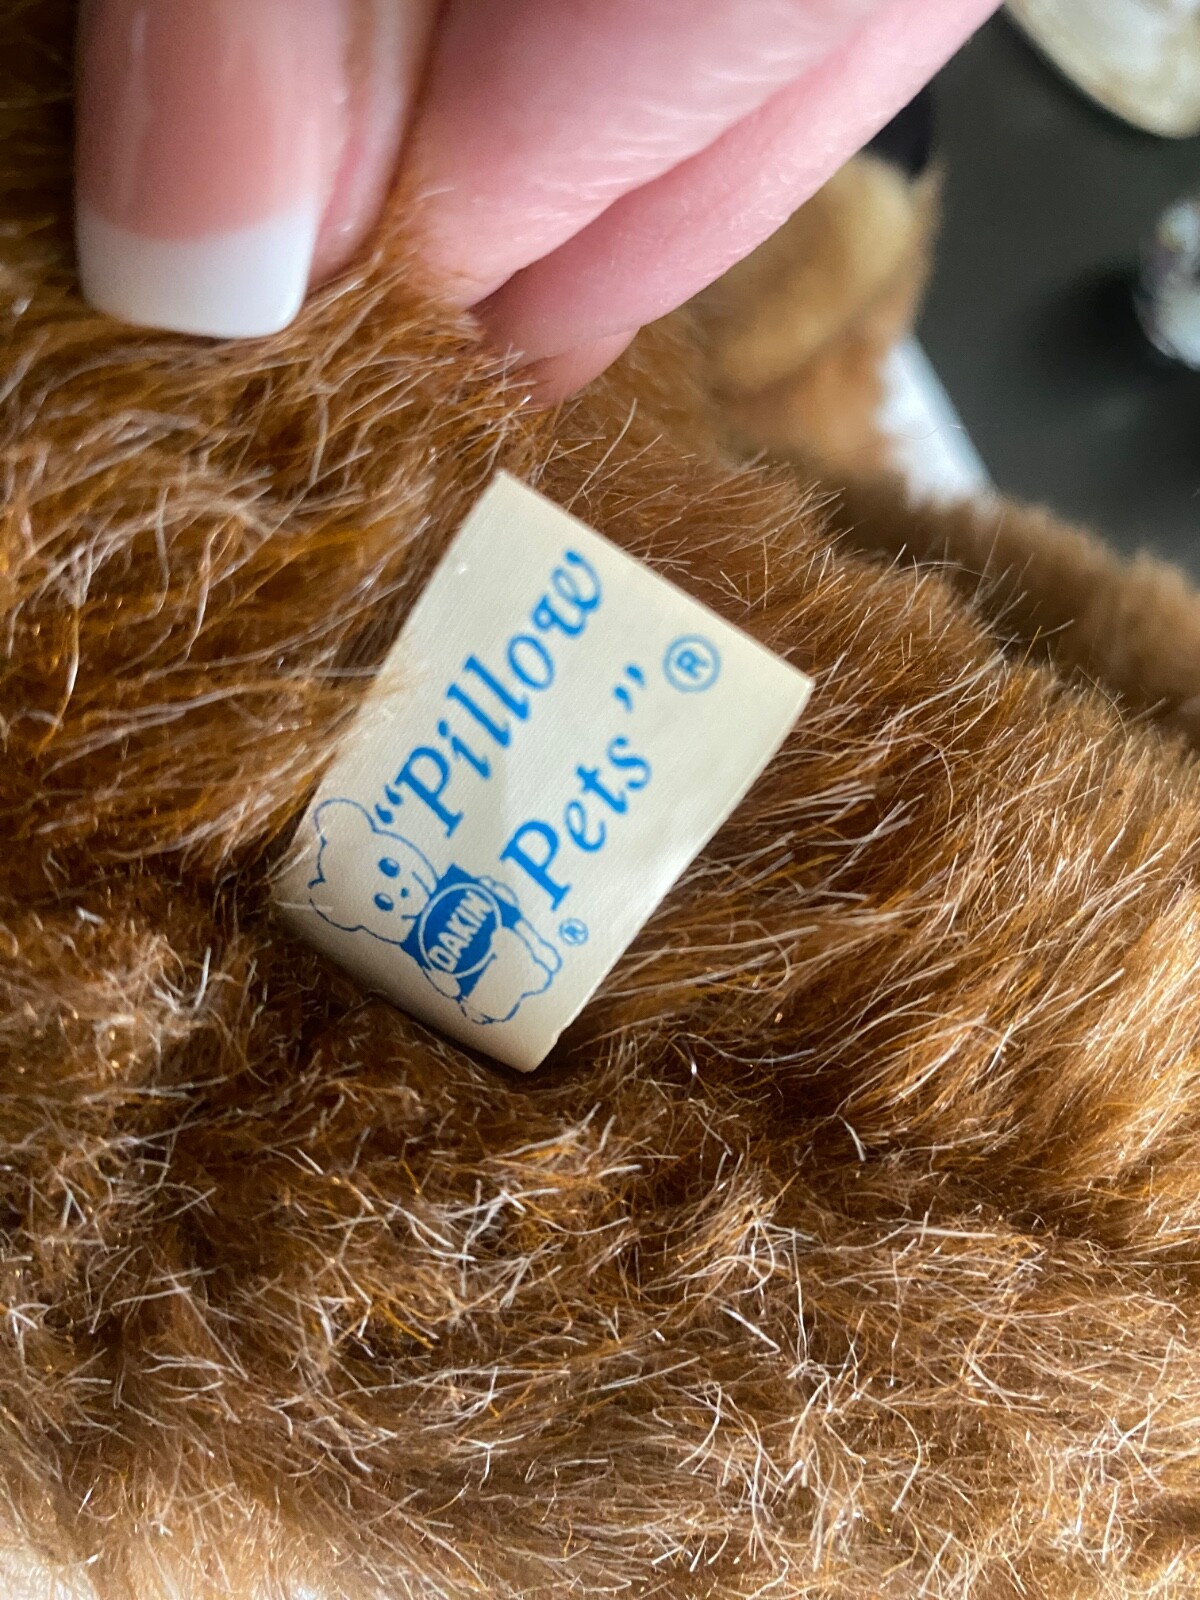 “Pillow
Pets” ®
DAKIN ®